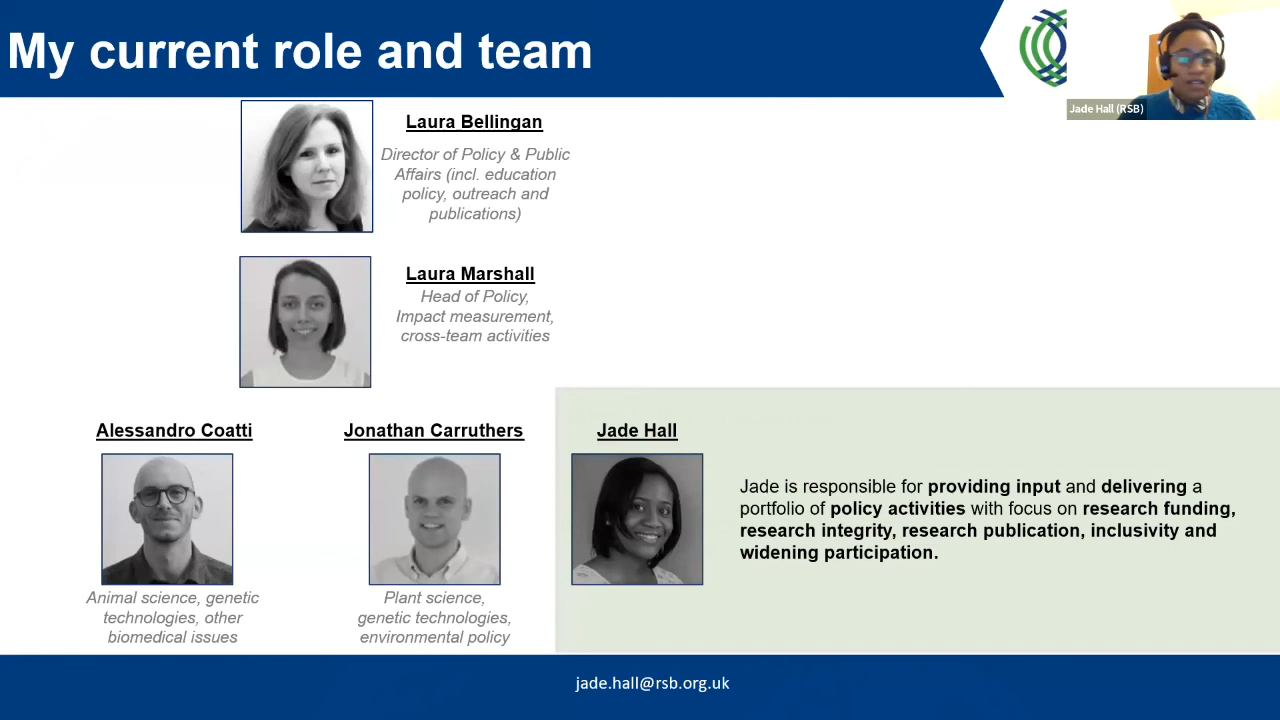 My current role and team
Jade Hall (RSB)
Laura Bellingan
Director of Policy & Public
Affairs (incl. education
policy, outreach and
publications)
Laura Marshall
Head of Policy,
Impact measurement,
cross-team activities
Alessandro Coatti
Animal science, genetic
technologies, other
biomedical issues
Jonathan Carruthers
Plant science,
genetic technologies,
environmental policy
Jade Hall
Jade is responsible for providing input and delivering a
portfolio of policy activities with focus on research funding,
research integrity, research publication, inclusivity and
widening participation.
jade.hall@rsb.org.uk